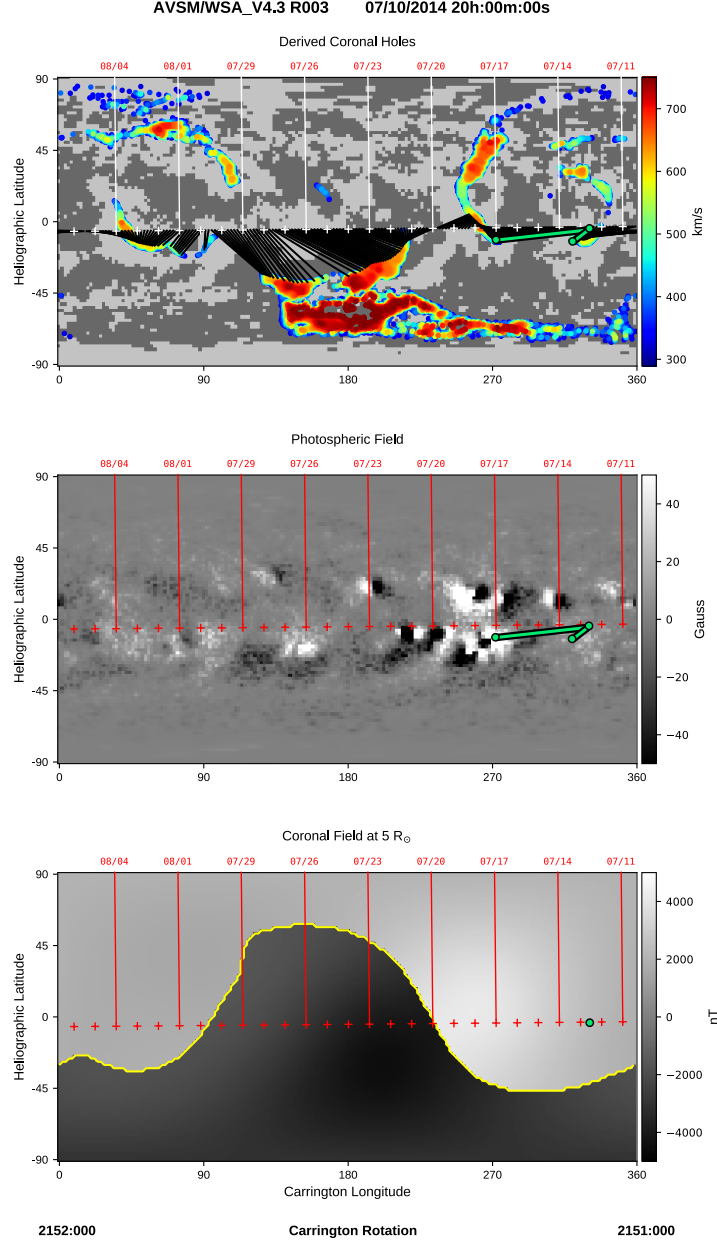 AVSM/WSA_V4.3 R003 07/10/2014 20h:00m:00s
Derived Coronal Holes
08/04 08/01 07/29 07/26 07/23 07/20 07/17 07/14 07/11
90
45
0
-45
-90
Heliographic Latitude
0 90 180 270 360
700
600
500
400
300
km/s
Photospheric Field
08/04 08/01 07/29 07/26 07/23 07/20 07/17 07/14 07/11
90
45
0
-45
-90
Heliographic Latitude
0 90 180 270 360
40
20
0
−20
−40
Gauss
Coronal Field at 5 R☉
08/04 08/01 07/29 07/26 07/23 07/20 07/17 07/14 07/11
90
45
0
-45
-90
Heliographic Latitude
0 90 180 270 360
Carrington Longitude
4000
2000
0
−2000
−4000
nT
2152:000 Carrington Rotation 2151:000